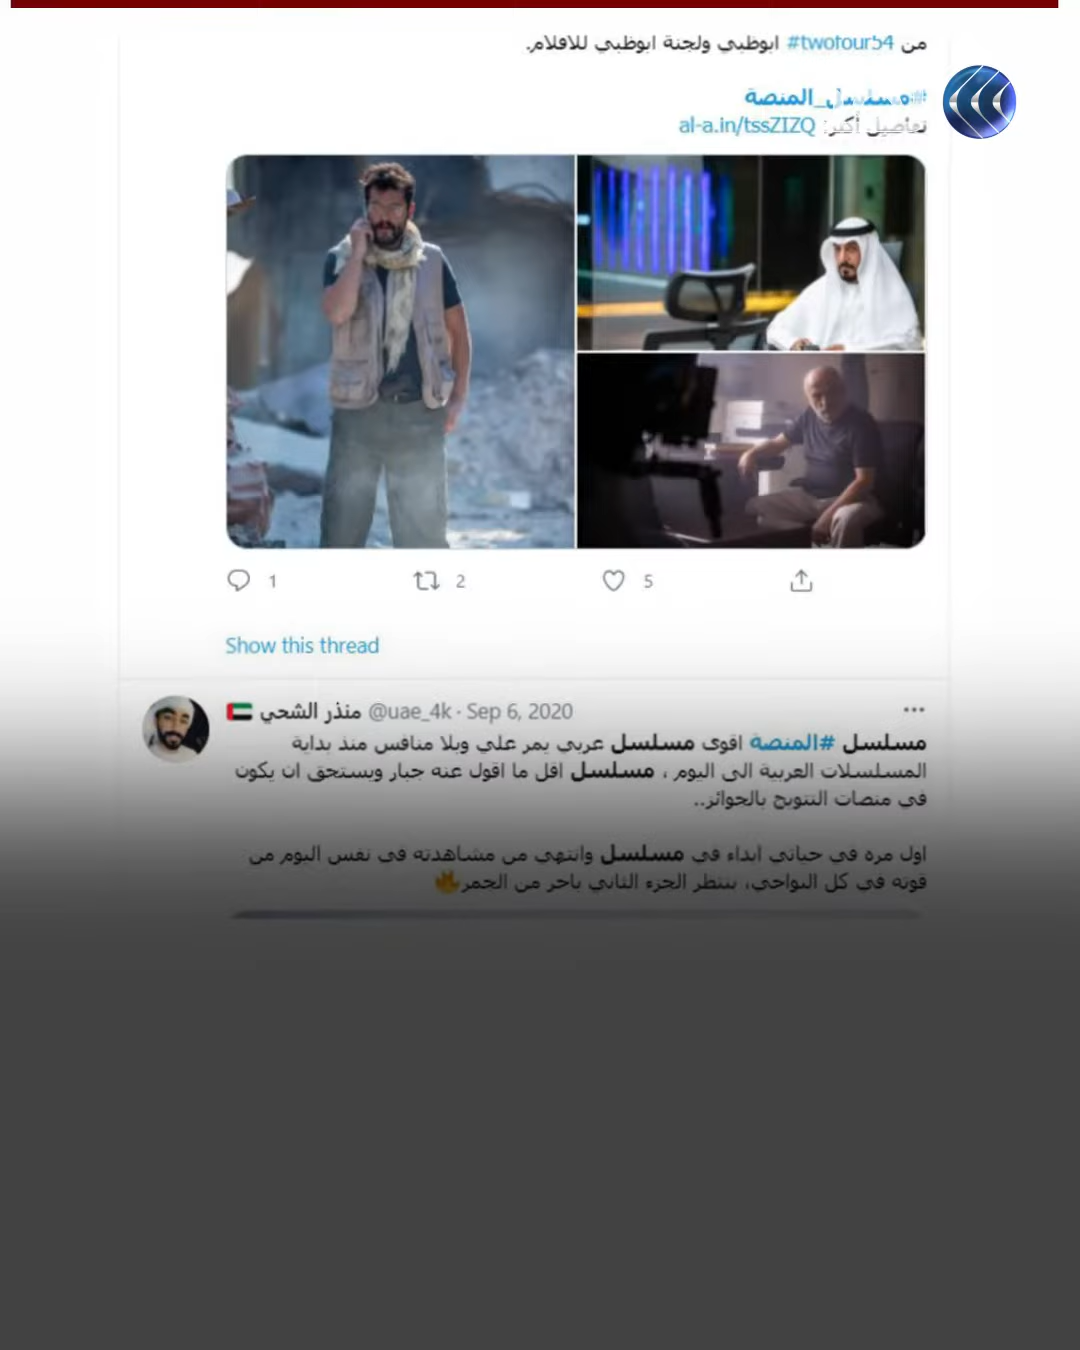 من #twofour54 ابوظبي ولجنة ابوظبي للافلام.
#مسلسل_المنصة
تفاصيل أكبر: al-a.in/tssZIZQ
1 2 5
Show this thread
منذر الشحي @uae_4k · Sep 6, 2020
مسلسل #المنصة اقوى مسلسل عربي يمر علي وبلا منافس منذ بداية
المسلسلات العربية الى اليوم ، مسلسل اقل ما اقول عنه جبار ويستحق ان يكون
في منصات التتويج بالجوائز..
اول مره في حياتي ابداء في مسلسل وانتهي من مشاهدته في نفس اليوم من
قوته في كل النواحي، ننتظر الجزء الثاني باحر من الجمر🔥